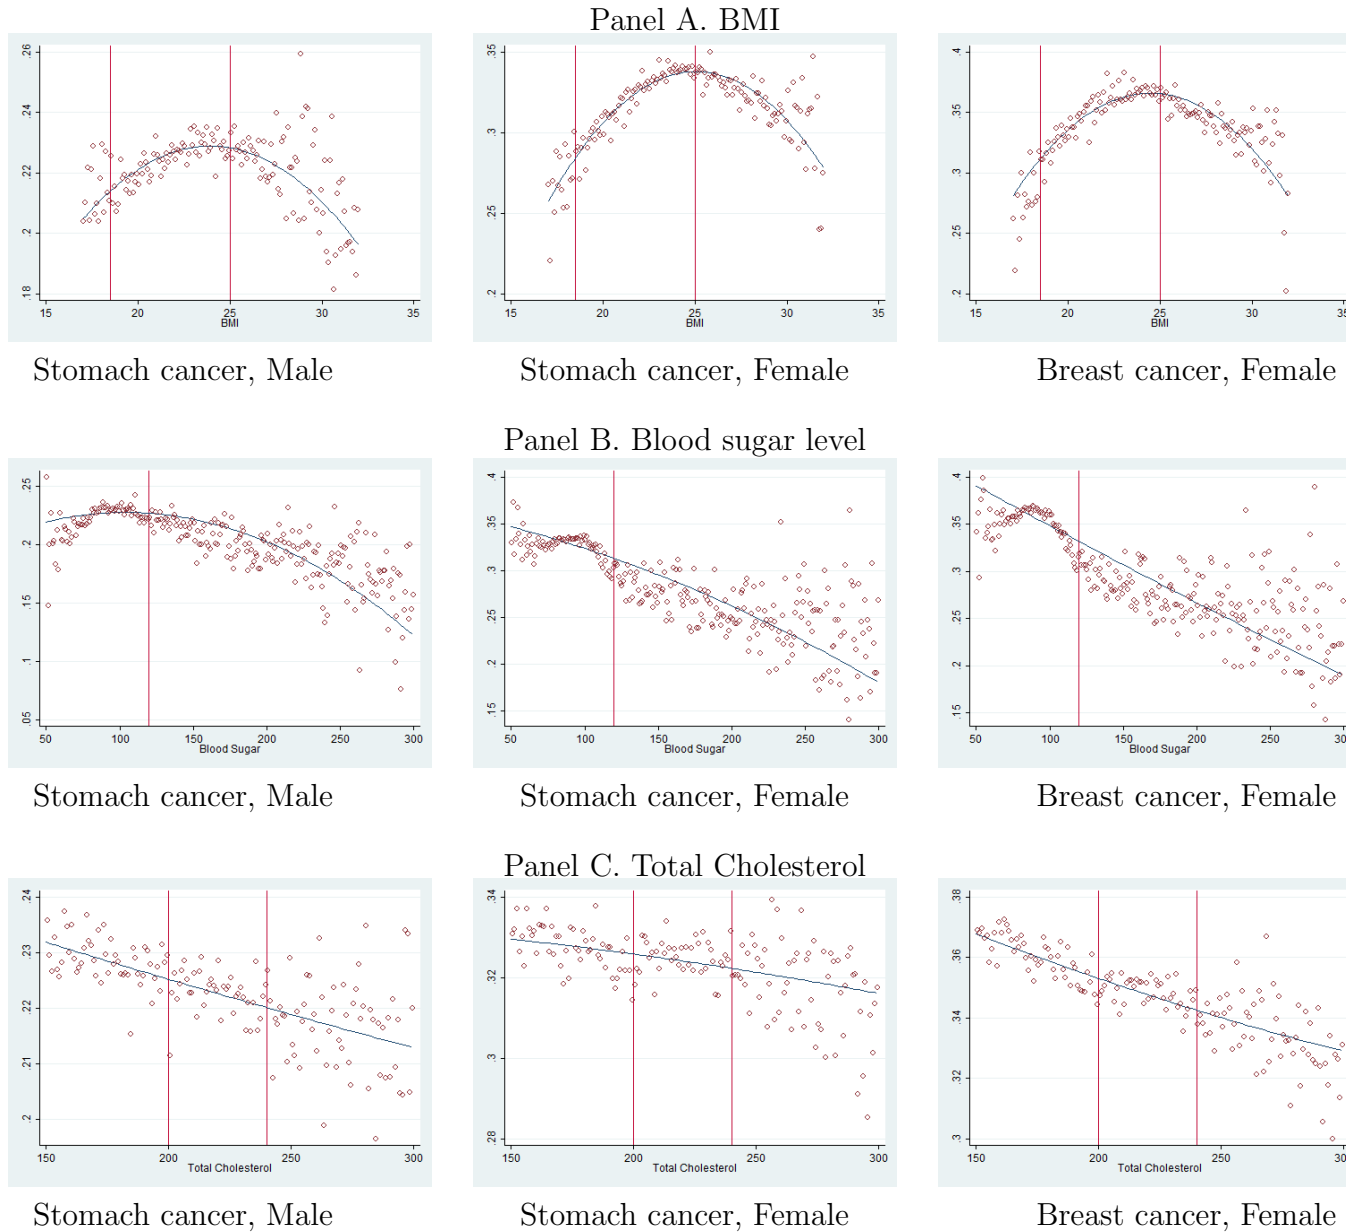 Panel A. BMI
.26
.24
.22
.2
.18
15 20 25 30 35
BMI
.35
.3
.25
.2
15 20 25 30 35
BMI
.4
.35
.3
.25
.2
15 20 25 30 35
BMI
Stomach cancer, Male Stomach cancer, Female Breast cancer, Female
Panel B. Blood sugar level
.25
.2
.15
.1
.05
50 100 150 200 250 300
Blood Sugar
.4
.35
.3
.25
.2
.15
50 100 150 200 250 300
Blood Sugar
.4
.35
.3
.25
.2
.15
50 100 150 200 250 300
Blood Sugar
Stomach cancer, Male Stomach cancer, Female Breast cancer, Female
Panel C. Total Cholesterol
.24
.23
.22
.21
.2
150 200 250 300
Total Cholesterol
.34
.32
.3
.28
150 200 250 300
Total Cholesterol
.38
.36
.34
.32
.3
150 200 250 300
Total Cholesterol
Stomach cancer, Male Stomach cancer, Female Breast cancer, Female